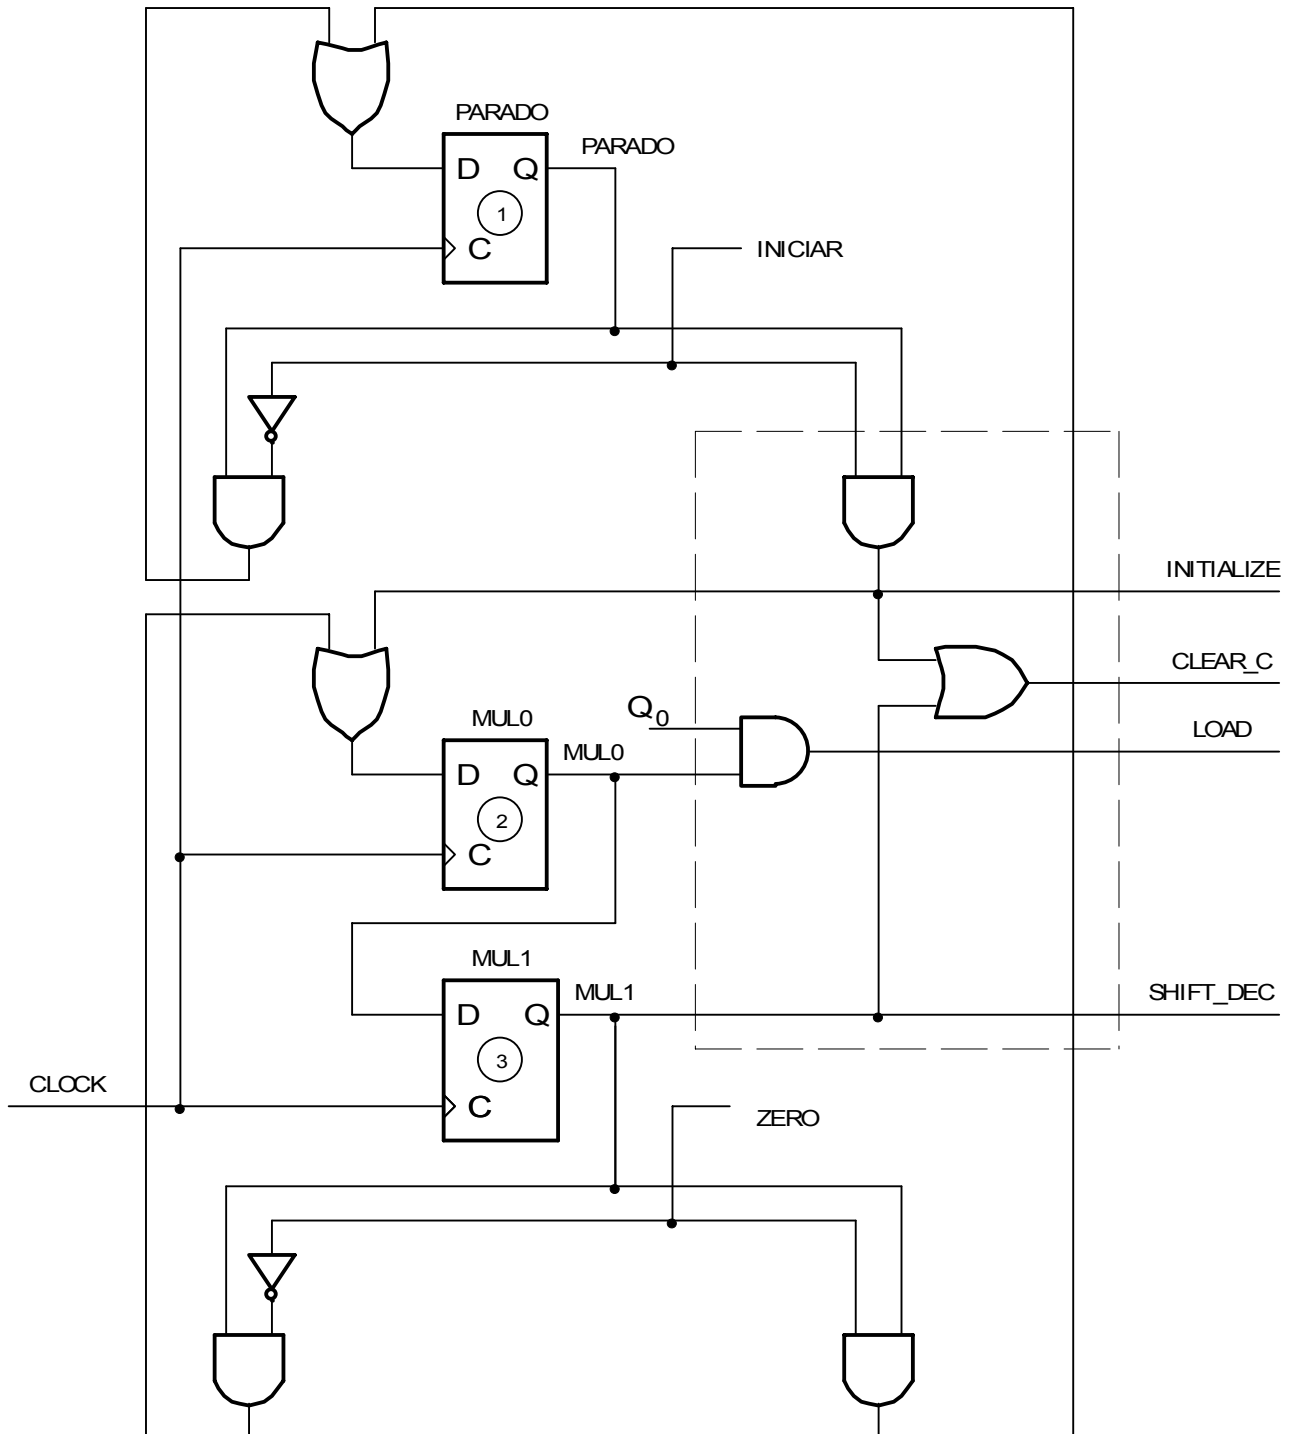 PARADO
PARADO
D Q
1
C
INICIAR
INITIALIZE
CLEAR_C
Q0
LOAD
MUL0
MUL0
D Q
2
C
MUL1
MUL1
SHIFT_DEC
D Q
3
CLOCK
C
ZERO